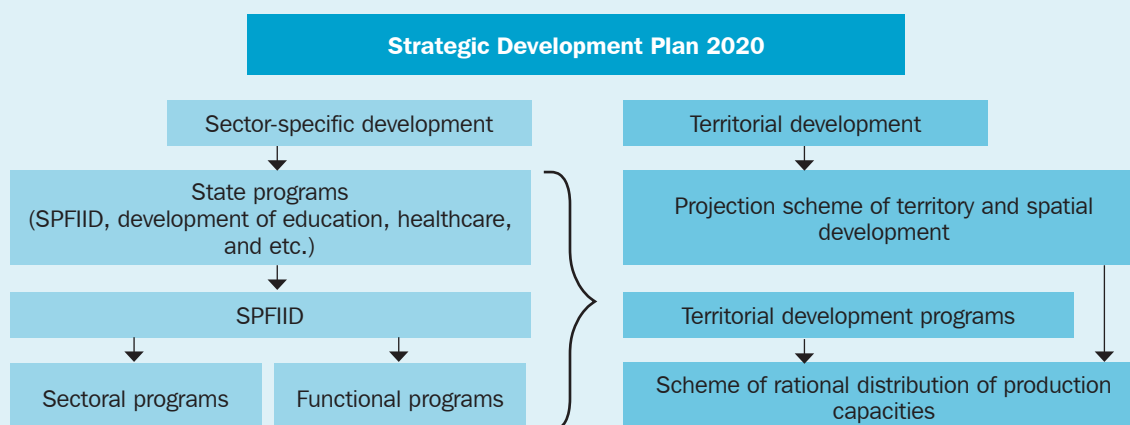 Strategic Development Plan 2020
Sector-specific development
State programs
(SPFIID, development of education, healthcare,
and etc.)
SPFIID
Sectoral programs
Functional programs
Territorial development
Projection scheme of territory and spatial
development
Territorial development programs
Scheme of rational distribution of production
capacities